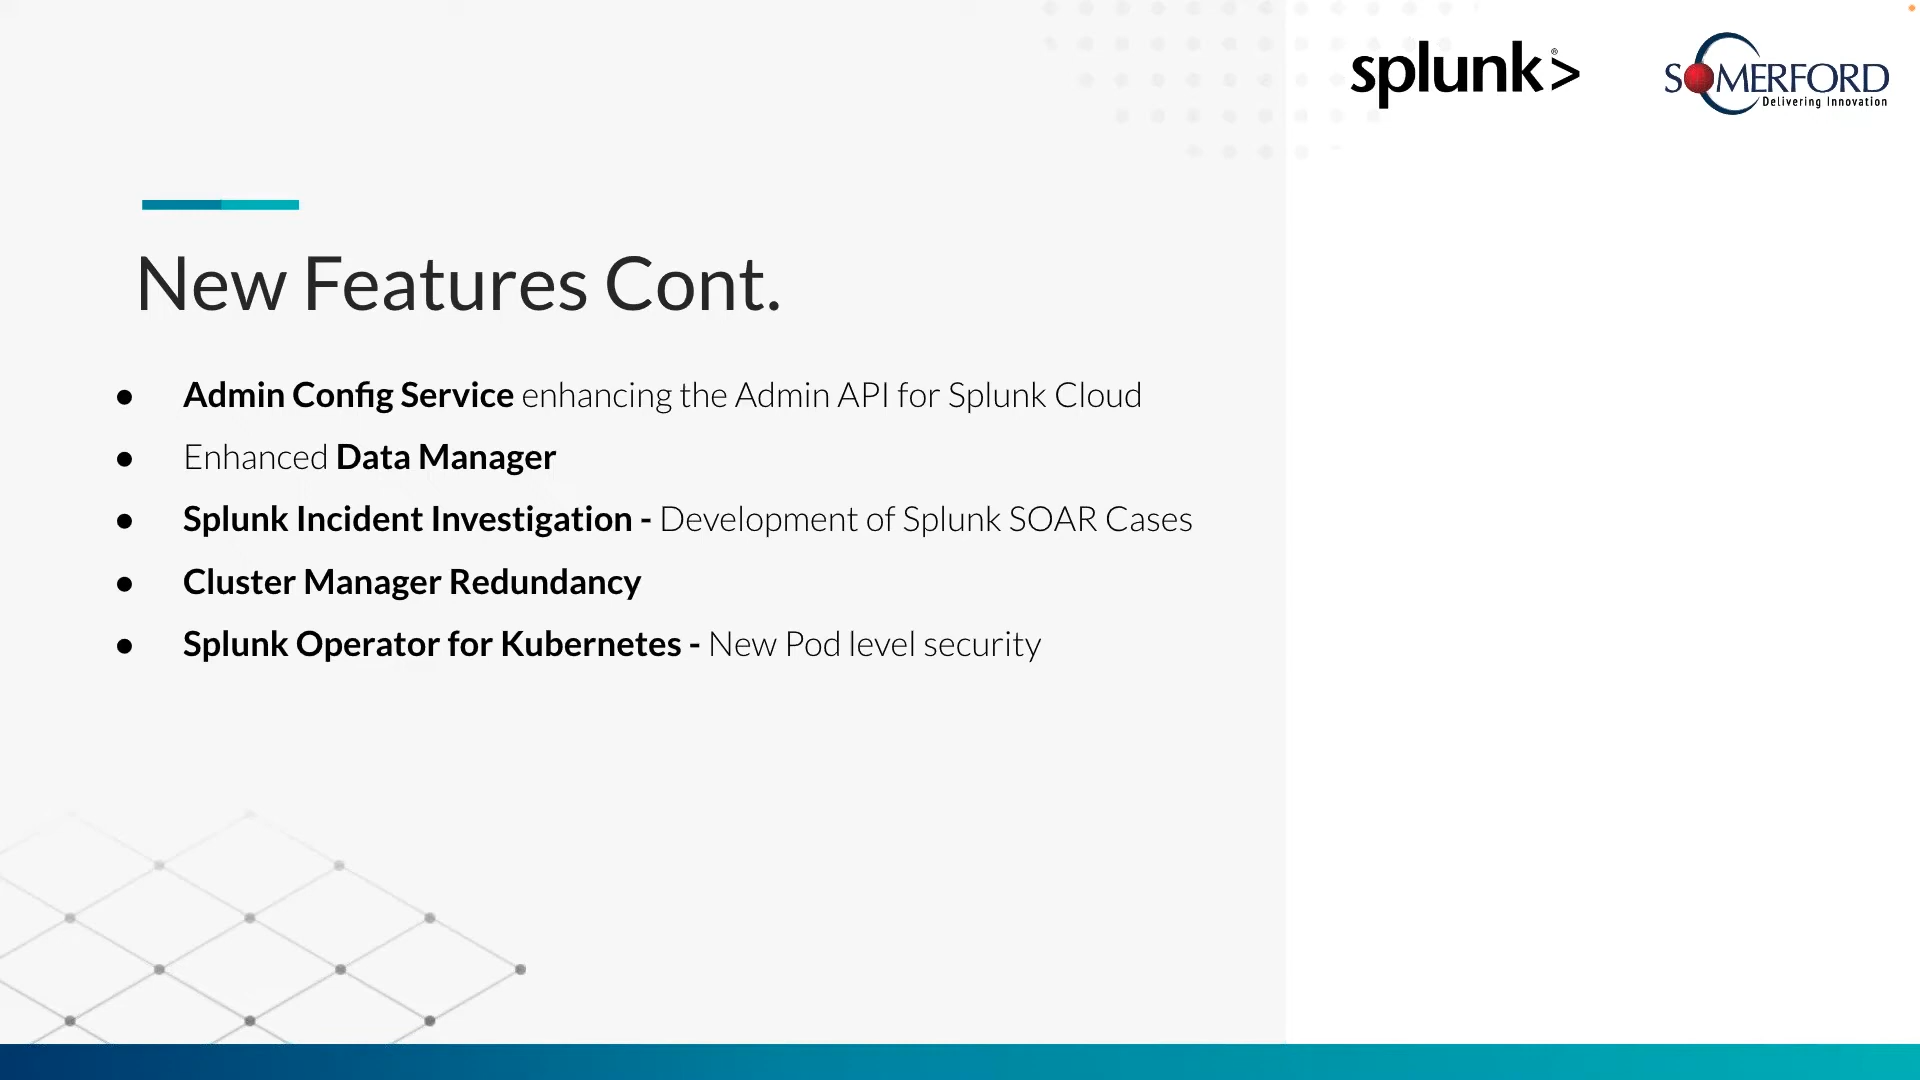 splunk>®
SOMERFORD
Delivering Innovation
New Features Cont.
● Admin Config Service enhancing the Admin API for Splunk Cloud
● Enhanced Data Manager
● Splunk Incident Investigation - Development of Splunk SOAR Cases
● Cluster Manager Redundancy
● Splunk Operator for Kubernetes - New Pod level security